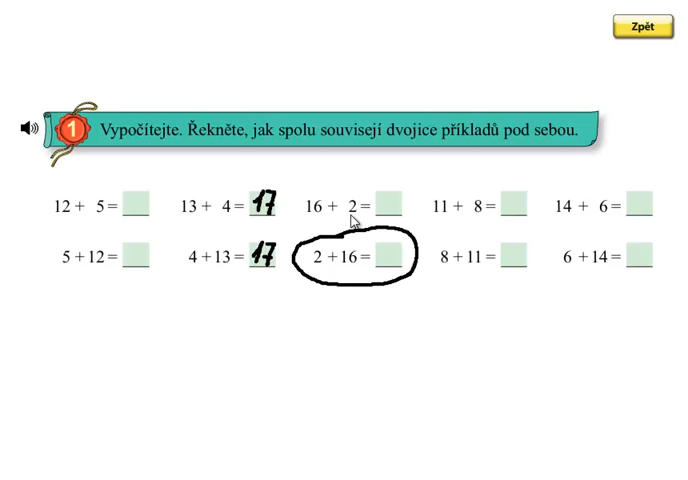 Zpět
1 Vypočítejte. Řekněte, jak spolu souvisejí dvojice příkladů pod sebou.
12 + 5 = 13 + 4 = 17 16 + 2 = 11 + 8 = 14 + 6 =
5 + 12 = 4 + 13 = 17 2 + 16 = 8 + 11 = 6 + 14 =